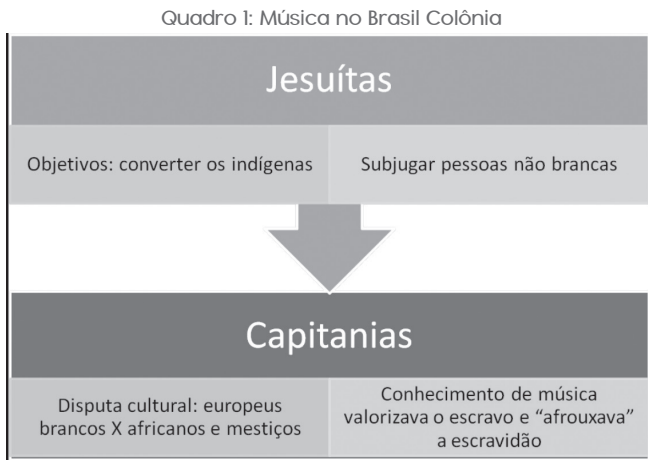 Quadro 1: Música no Brasil Colônia
Jesuítas
Objetivos: converter os indígenas
Subjugar pessoas não brancas
Capitanias
Disputa cultural: europeus
brancos X africanos e mestiços
Conhecimento de música
valorizava o escravo e “afrouxava”
a escravidão